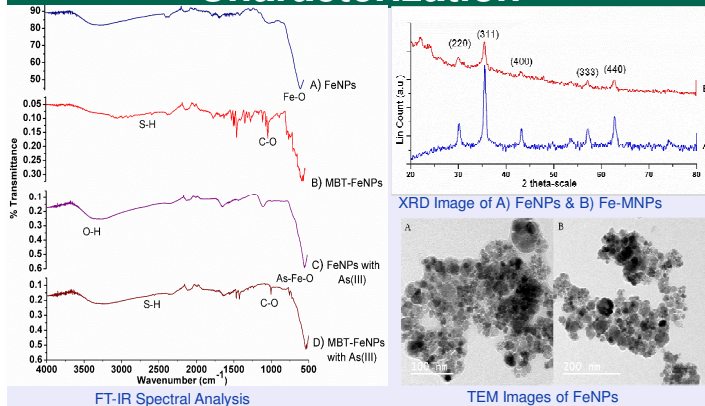 Characterization
90
80
70
60
50
A) FeNPs
Fe-O
0.05
0.10
0.15
0.20
0.25
0.30
S-H
C-O
B) MBT-FeNPs
% Transmittance
0.1
0.2
0.3
0.4
0.5
0.6
O-H
C) FeNPs with
As(III)
As-Fe-O
0.1
0.2
0.3
0.4
0.5
0.6
S-H
C-O
D) MBT-FeNPs
with As(III)
4000 3500 3000 2500 2000 1500 1000 500
Wavenumber (cm⁻¹)
FT-IR Spectral Analysis
Lin Count (a.u.)
(220)
(311)
(400)
(333)
(440)
B
A
20 30 40 50 60 70 80
2 theta-scale
XRD Image of A) FeNPs & B) Fe-MNPs
A
100 nm
B
200 nm
TEM Images of FeNPs